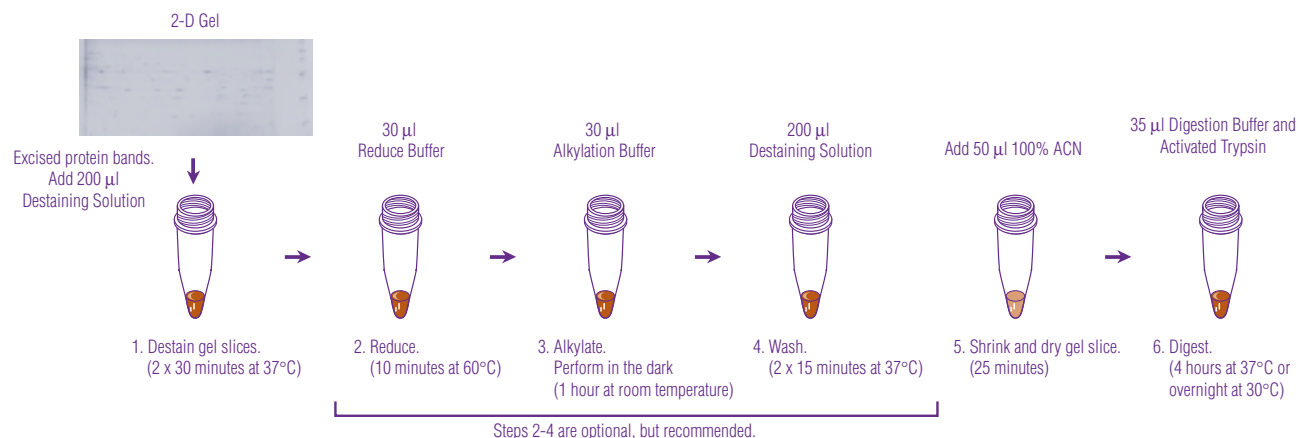 2-D Gel
Excised protein bands.
Add 200 μl
Destaining Solution
30 μl
Reduce Buffer
30 μl
Alkylation Buffer
200 μl
Destaining Solution
Add 50 μl 100% ACN
35 μl Digestion Buffer and
Activated Trypsin
1. Destain gel slices.
(2 x 30 minutes at 37°C)
2. Reduce.
(10 minutes at 60°C)
3. Alkylate.
Perform in the dark
(1 hour at room temperature)
4. Wash.
(2 x 15 minutes at 37°C)
5. Shrink and dry gel slice.
(25 minutes)
6. Digest.
(4 hours at 37°C or
overnight at 30°C)
Steps 2-4 are optional, but recommended.